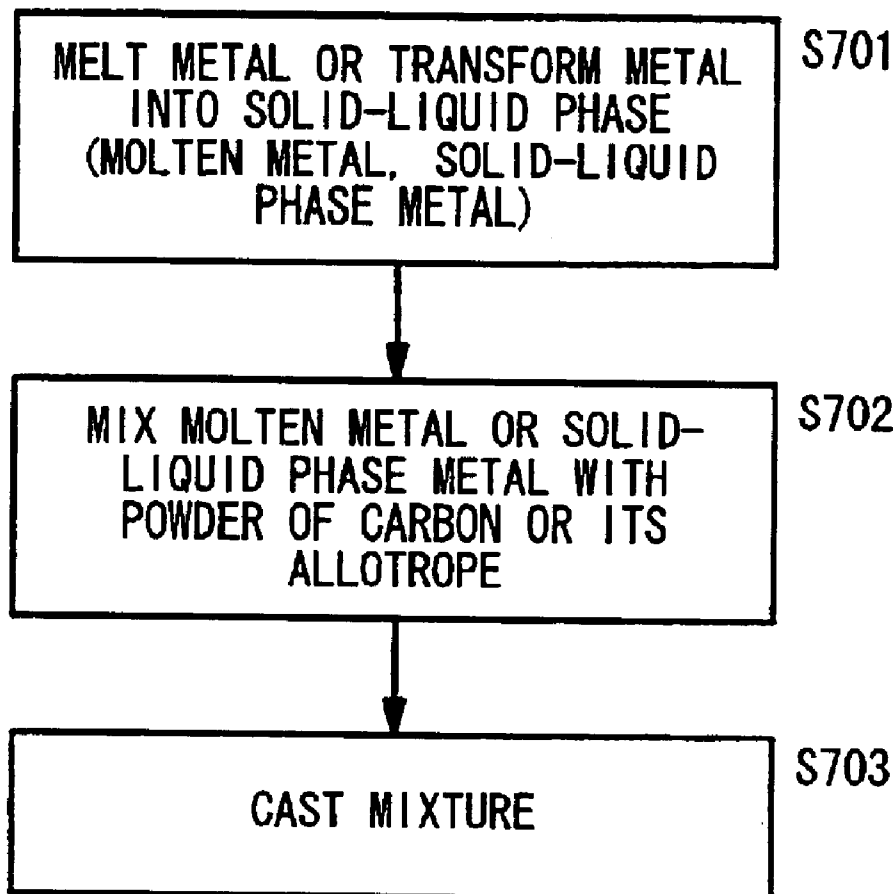 MELT METAL OR TRANSFORM METAL
INTO SOLID-LIQUID PHASE
(MOLTEN METAL, SOLID-LIQUID
PHASE METAL)
S701
MIX MOLTEN METAL OR SOLID-
LIQUID PHASE METAL WITH
POWDER OF CARBON OR ITS
ALLOTROPE
S702
CAST MIXTURE
S703